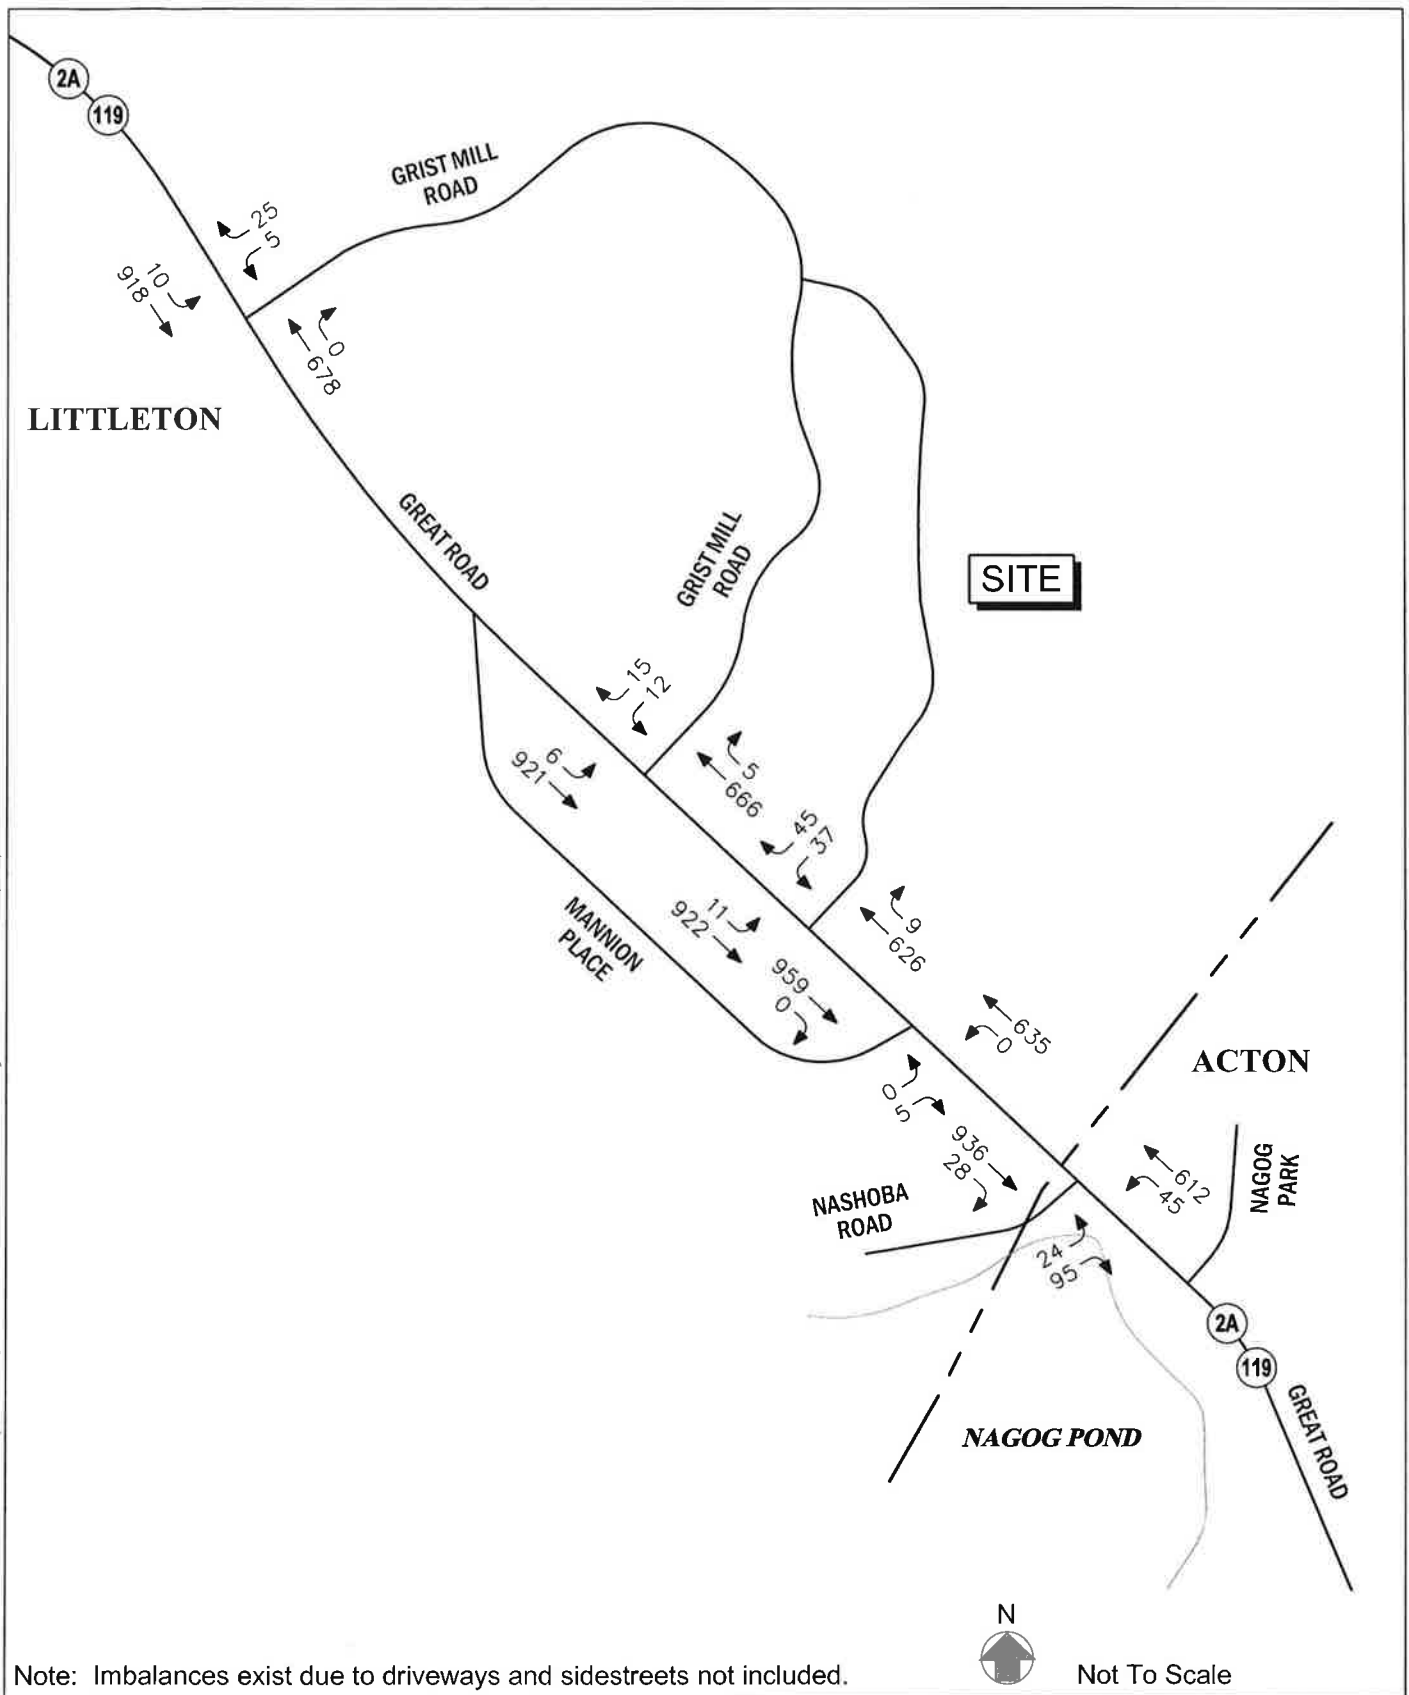 2A
119
GRIST MILL
ROAD
25
5
10
918
0
678
LITTLETON
GREAT ROAD
GRIST MILL
ROAD
SITE
15
12
6
921
5
666
45
37
MANNION
PLACE
11
922
9
626
959
0
635
0
ACTON
0
5
936
28
612
45
NAGOG
PARK
NASHOBA
ROAD
24
95
2A
119
GREAT ROAD
NAGOG POND
N
Note: Imbalances exist due to driveways and sidestreets not included.
Not To Scale